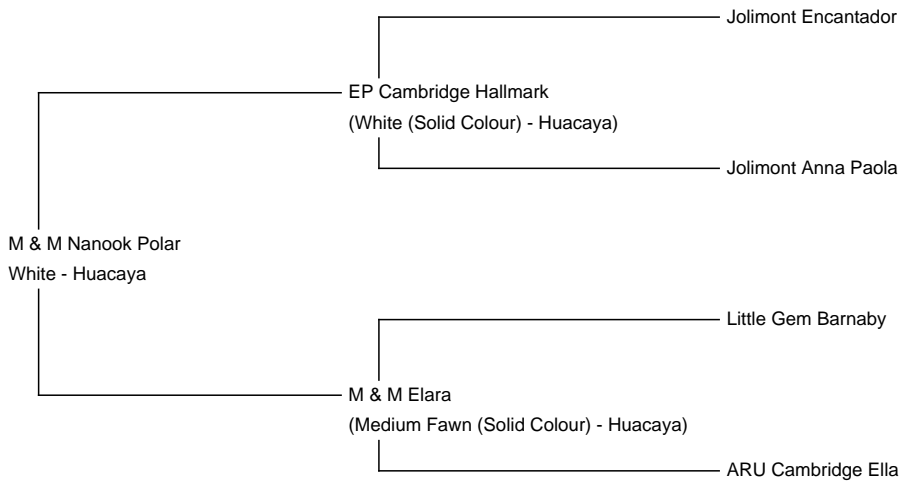 Jolimont Encantador
EP Cambridge Hallmark
(White (Solid Colour) - Huacaya)
Jolimont Anna Paola
M & M Nanook Polar
White - Huacaya
Little Gem Barnaby
M & M Elara
(Medium Fawn (Solid Colour) - Huacaya)
ARU Cambridge Ella